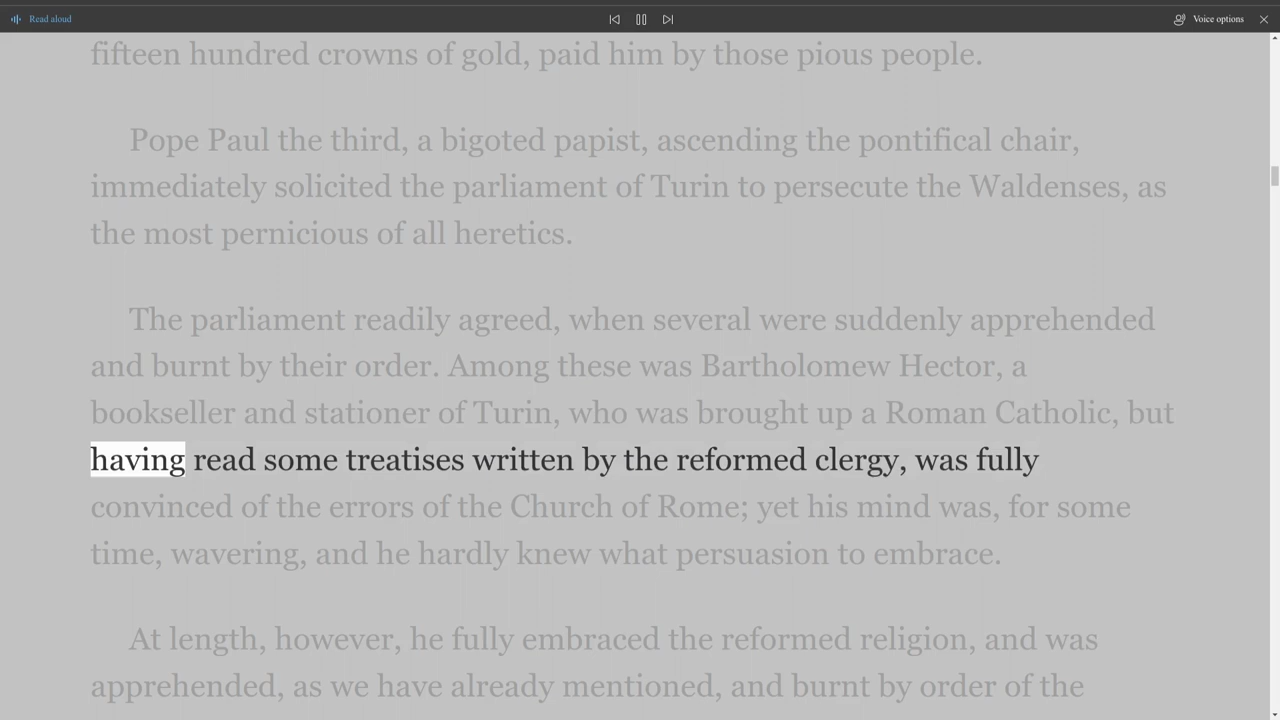 Read aloud
Voice options
fifteen hundred crowns of gold, paid him by those pious people.
Pope Paul the third, a bigoted papist, ascending the pontifical chair,
immediately solicited the parliament of Turin to persecute the Waldenses, as
the most pernicious of all heretics.
The parliament readily agreed, when several were suddenly apprehended
and burnt by their order. Among these was Bartholomew Hector, a
bookseller and stationer of Turin, who was brought up a Roman Catholic, but
having read some treatises written by the reformed clergy, was fully
convinced of the errors of the Church of Rome; yet his mind was, for some
time, wavering, and he hardly knew what persuasion to embrace.
At length, however, he fully embraced the reformed religion, and was
apprehended, as we have already mentioned, and burnt by order of the